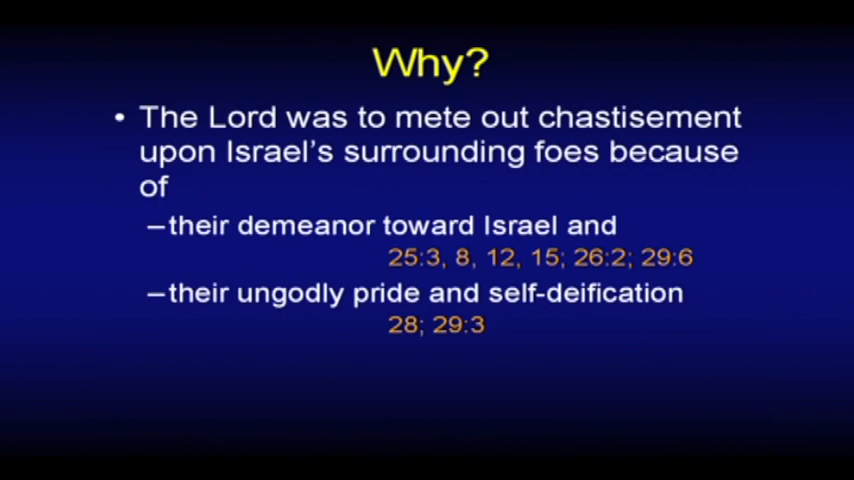 Why?
• The Lord was to mete out chastisement
upon Israel's surrounding foes because
of
–their demeanor toward Israel and
25:3, 8, 12, 15; 26:2; 29:6
–their ungodly pride and self-deification
28; 29:3